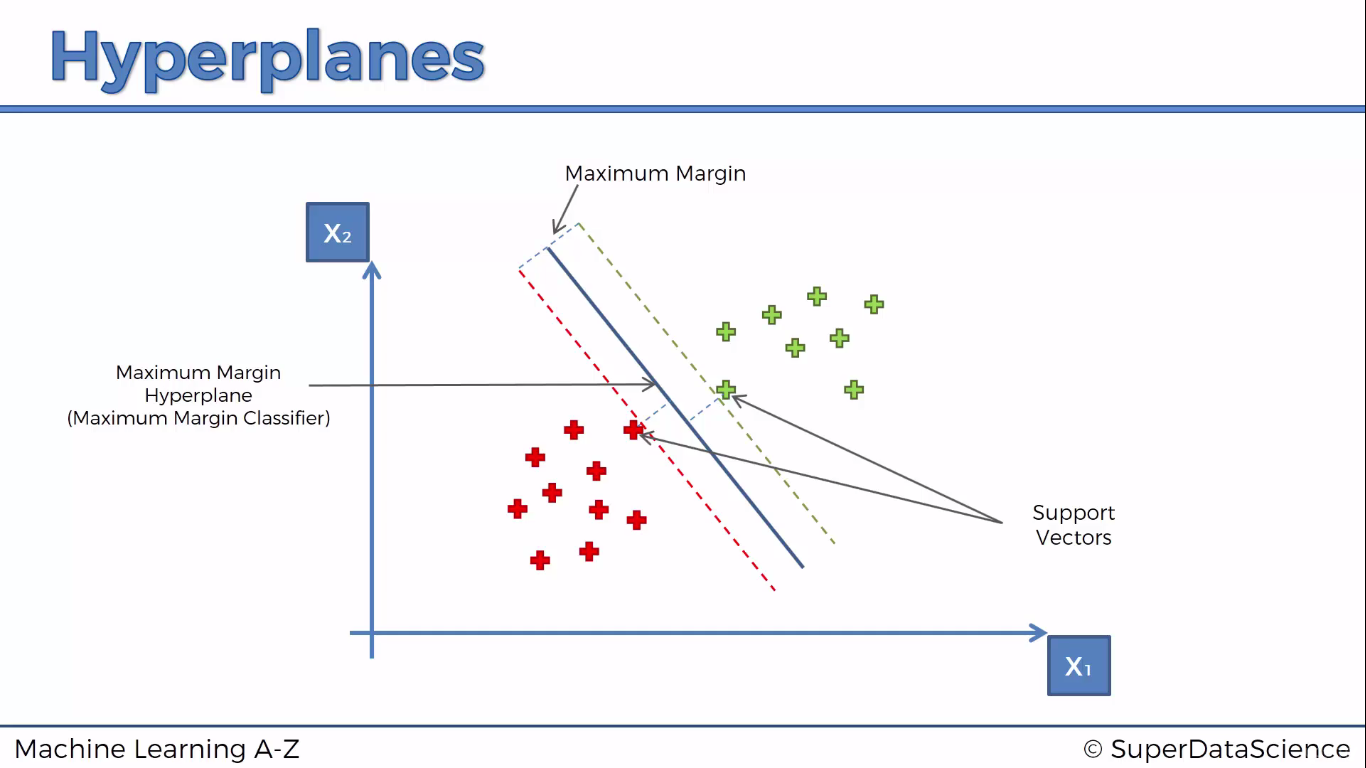 Hyperplanes
Maximum Margin
X₂
Maximum Margin
Hyperplane
(Maximum Margin Classifier)
Support
Vectors
X₁
Machine Learning A-Z
© SuperDataScience